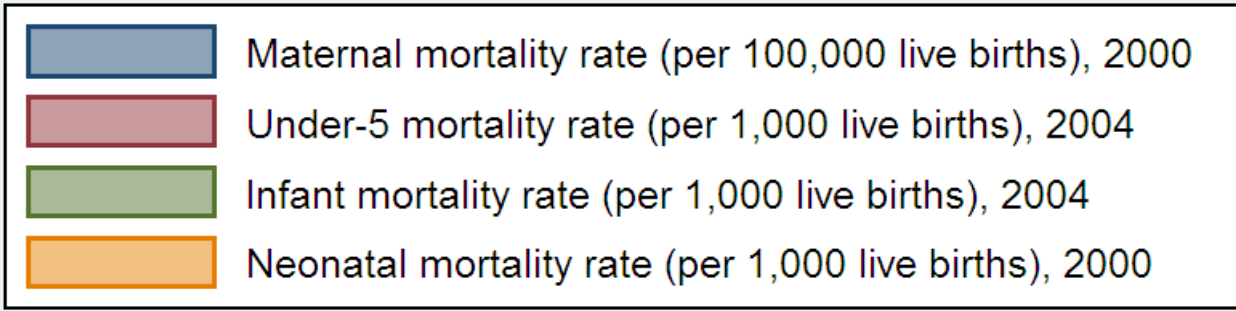 Maternal mortality rate (per 100,000 live births), 2000
Under-5 mortality rate (per 1,000 live births), 2004
Infant mortality rate (per 1,000 live births), 2004
Neonatal mortality rate (per 1,000 live births), 2000